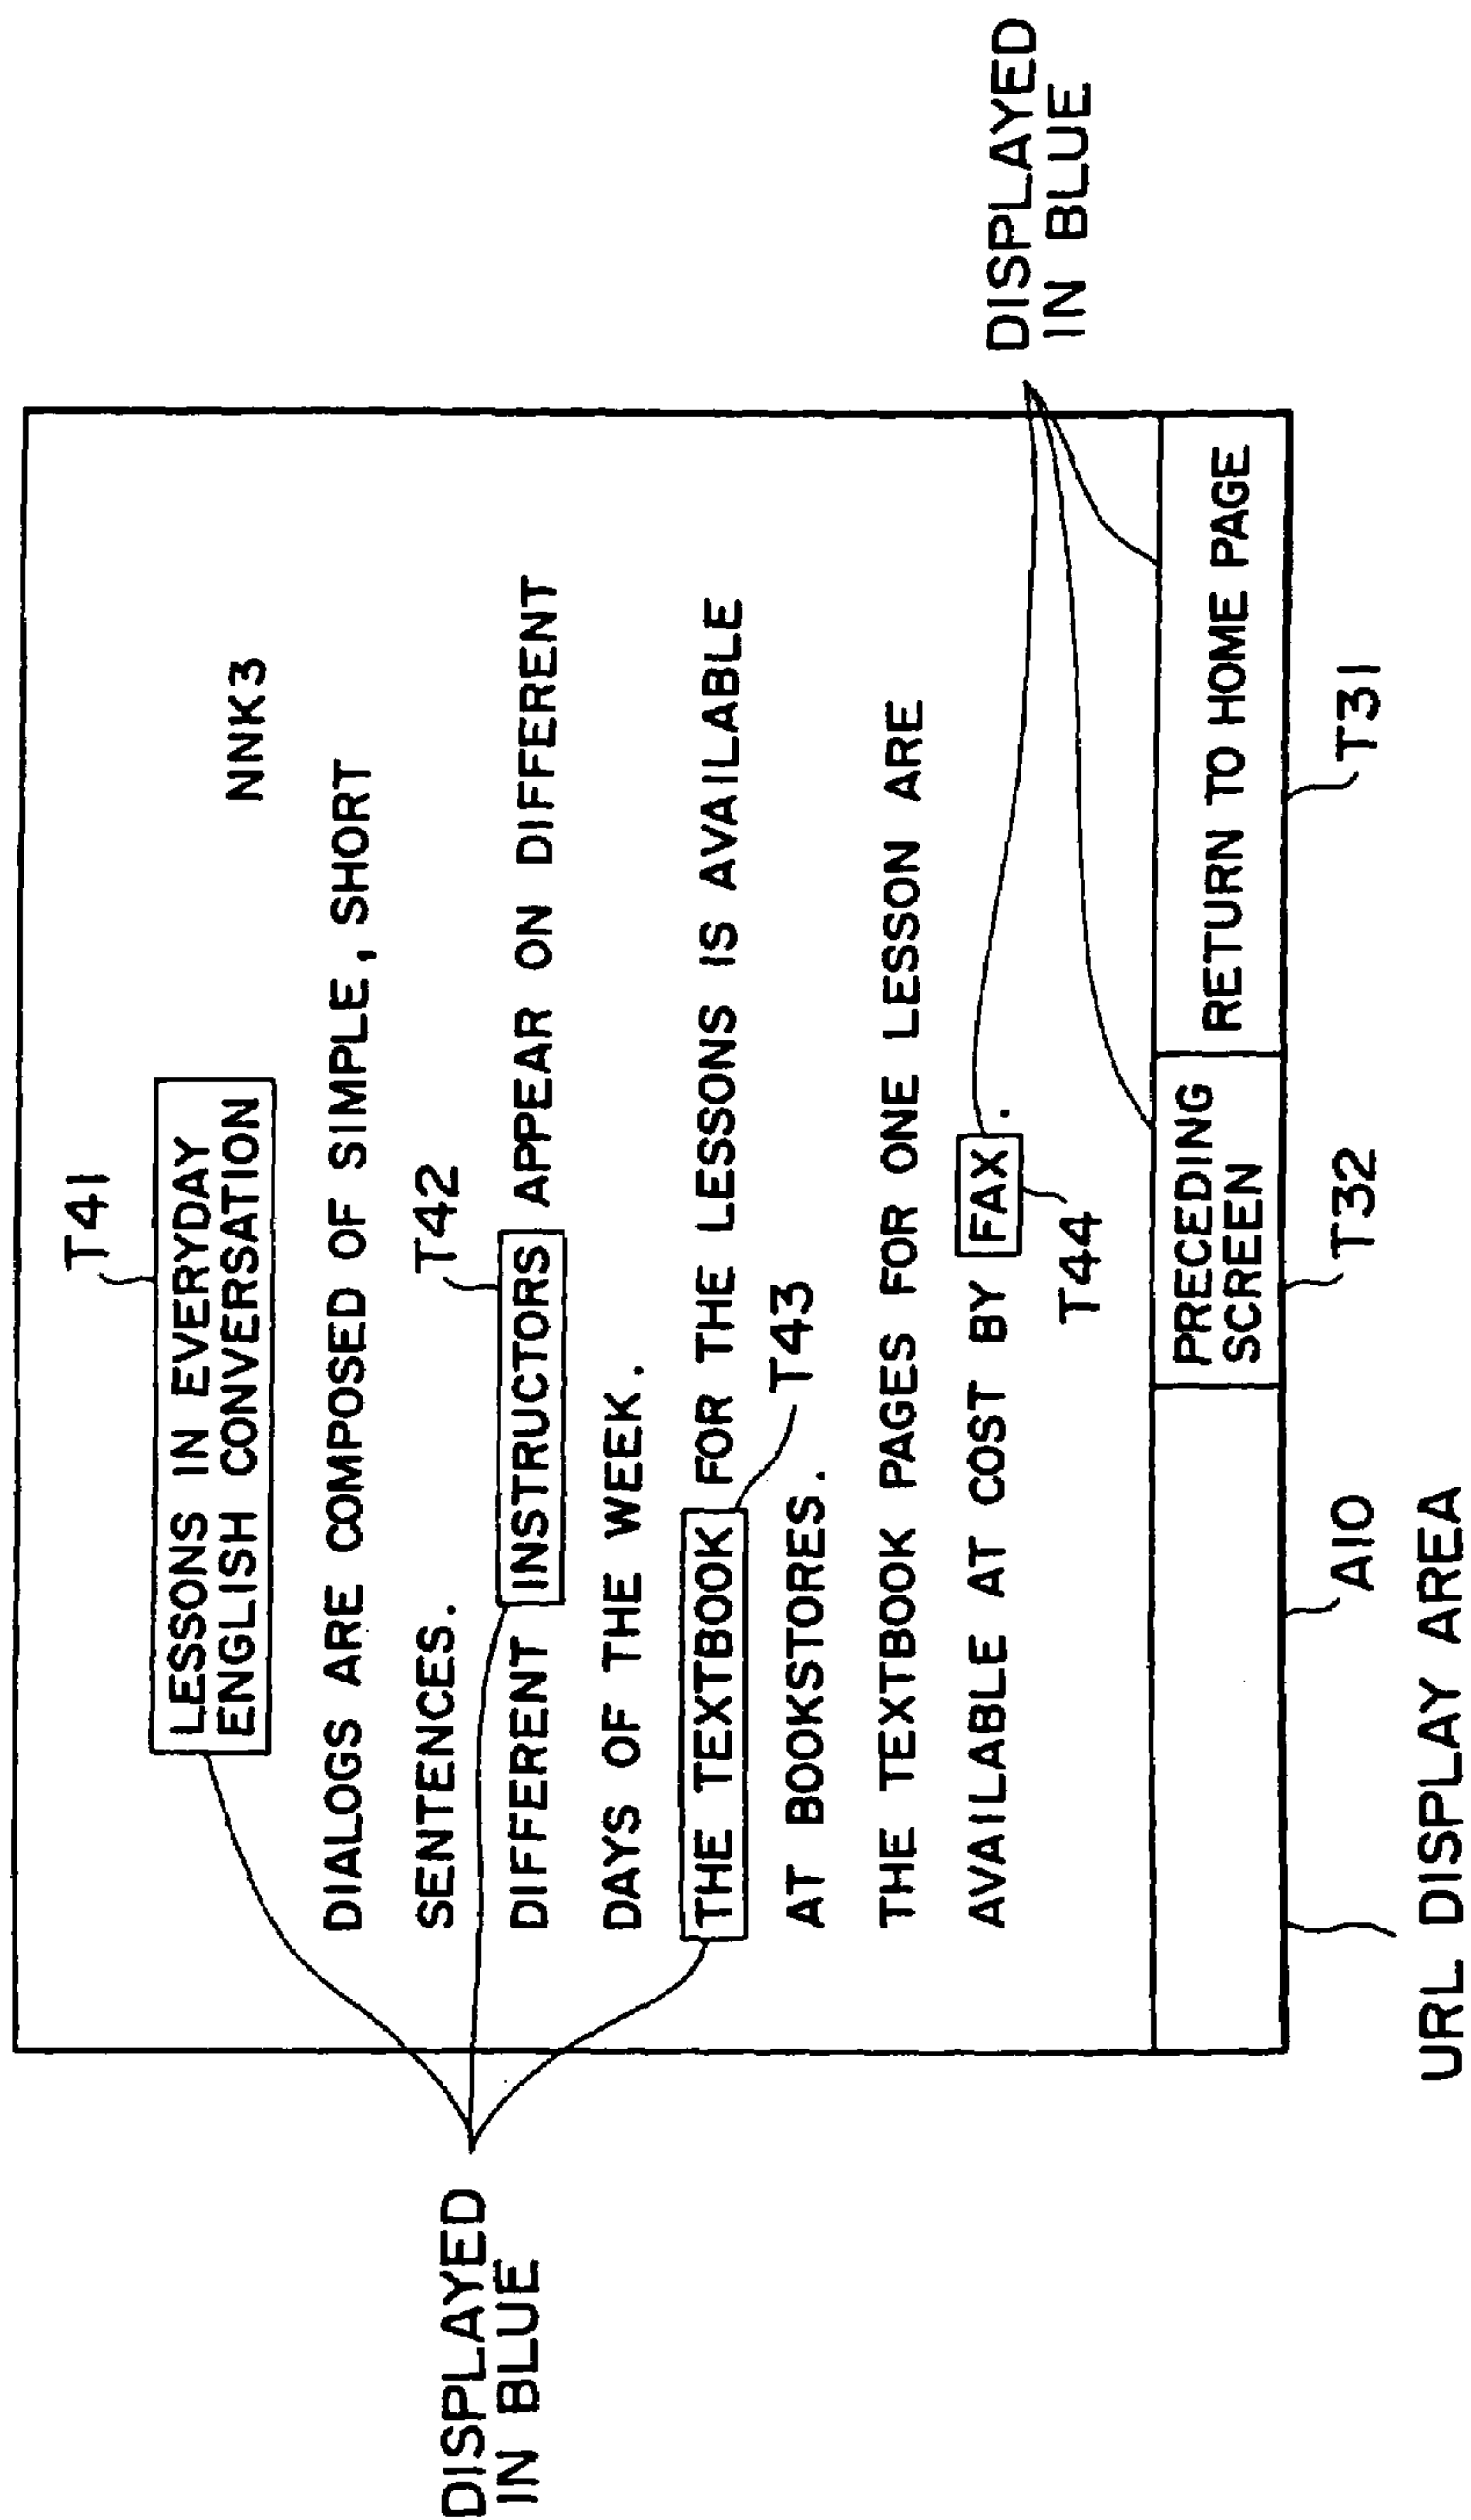 T41
LESSONS IN EVERYDAY
ENGLISH CONVERSATION
NNK3
DIALOGS ARE COMPOSED OF SIMPLE, SHORT
SENTENCES.
T42
DIFFERENT INSTRUCTORS APPEAR ON DIFFERENT
DAYS OF THE WEEK.
THE TEXTBOOK FOR THE LESSONS IS AVAILABLE
T43
AT BOOKSTORES.
THE TEXTBOOK PAGES FOR ONE LESSON ARE
AVAILABLE AT COST BY FAX.
T44
DISPLAYED
IN BLUE
DISPLAYED
IN BLUE
PRECEDING
SCREEN
RETURN TO HOME PAGE
A10
T32
T31
URL DISPLAY AREA